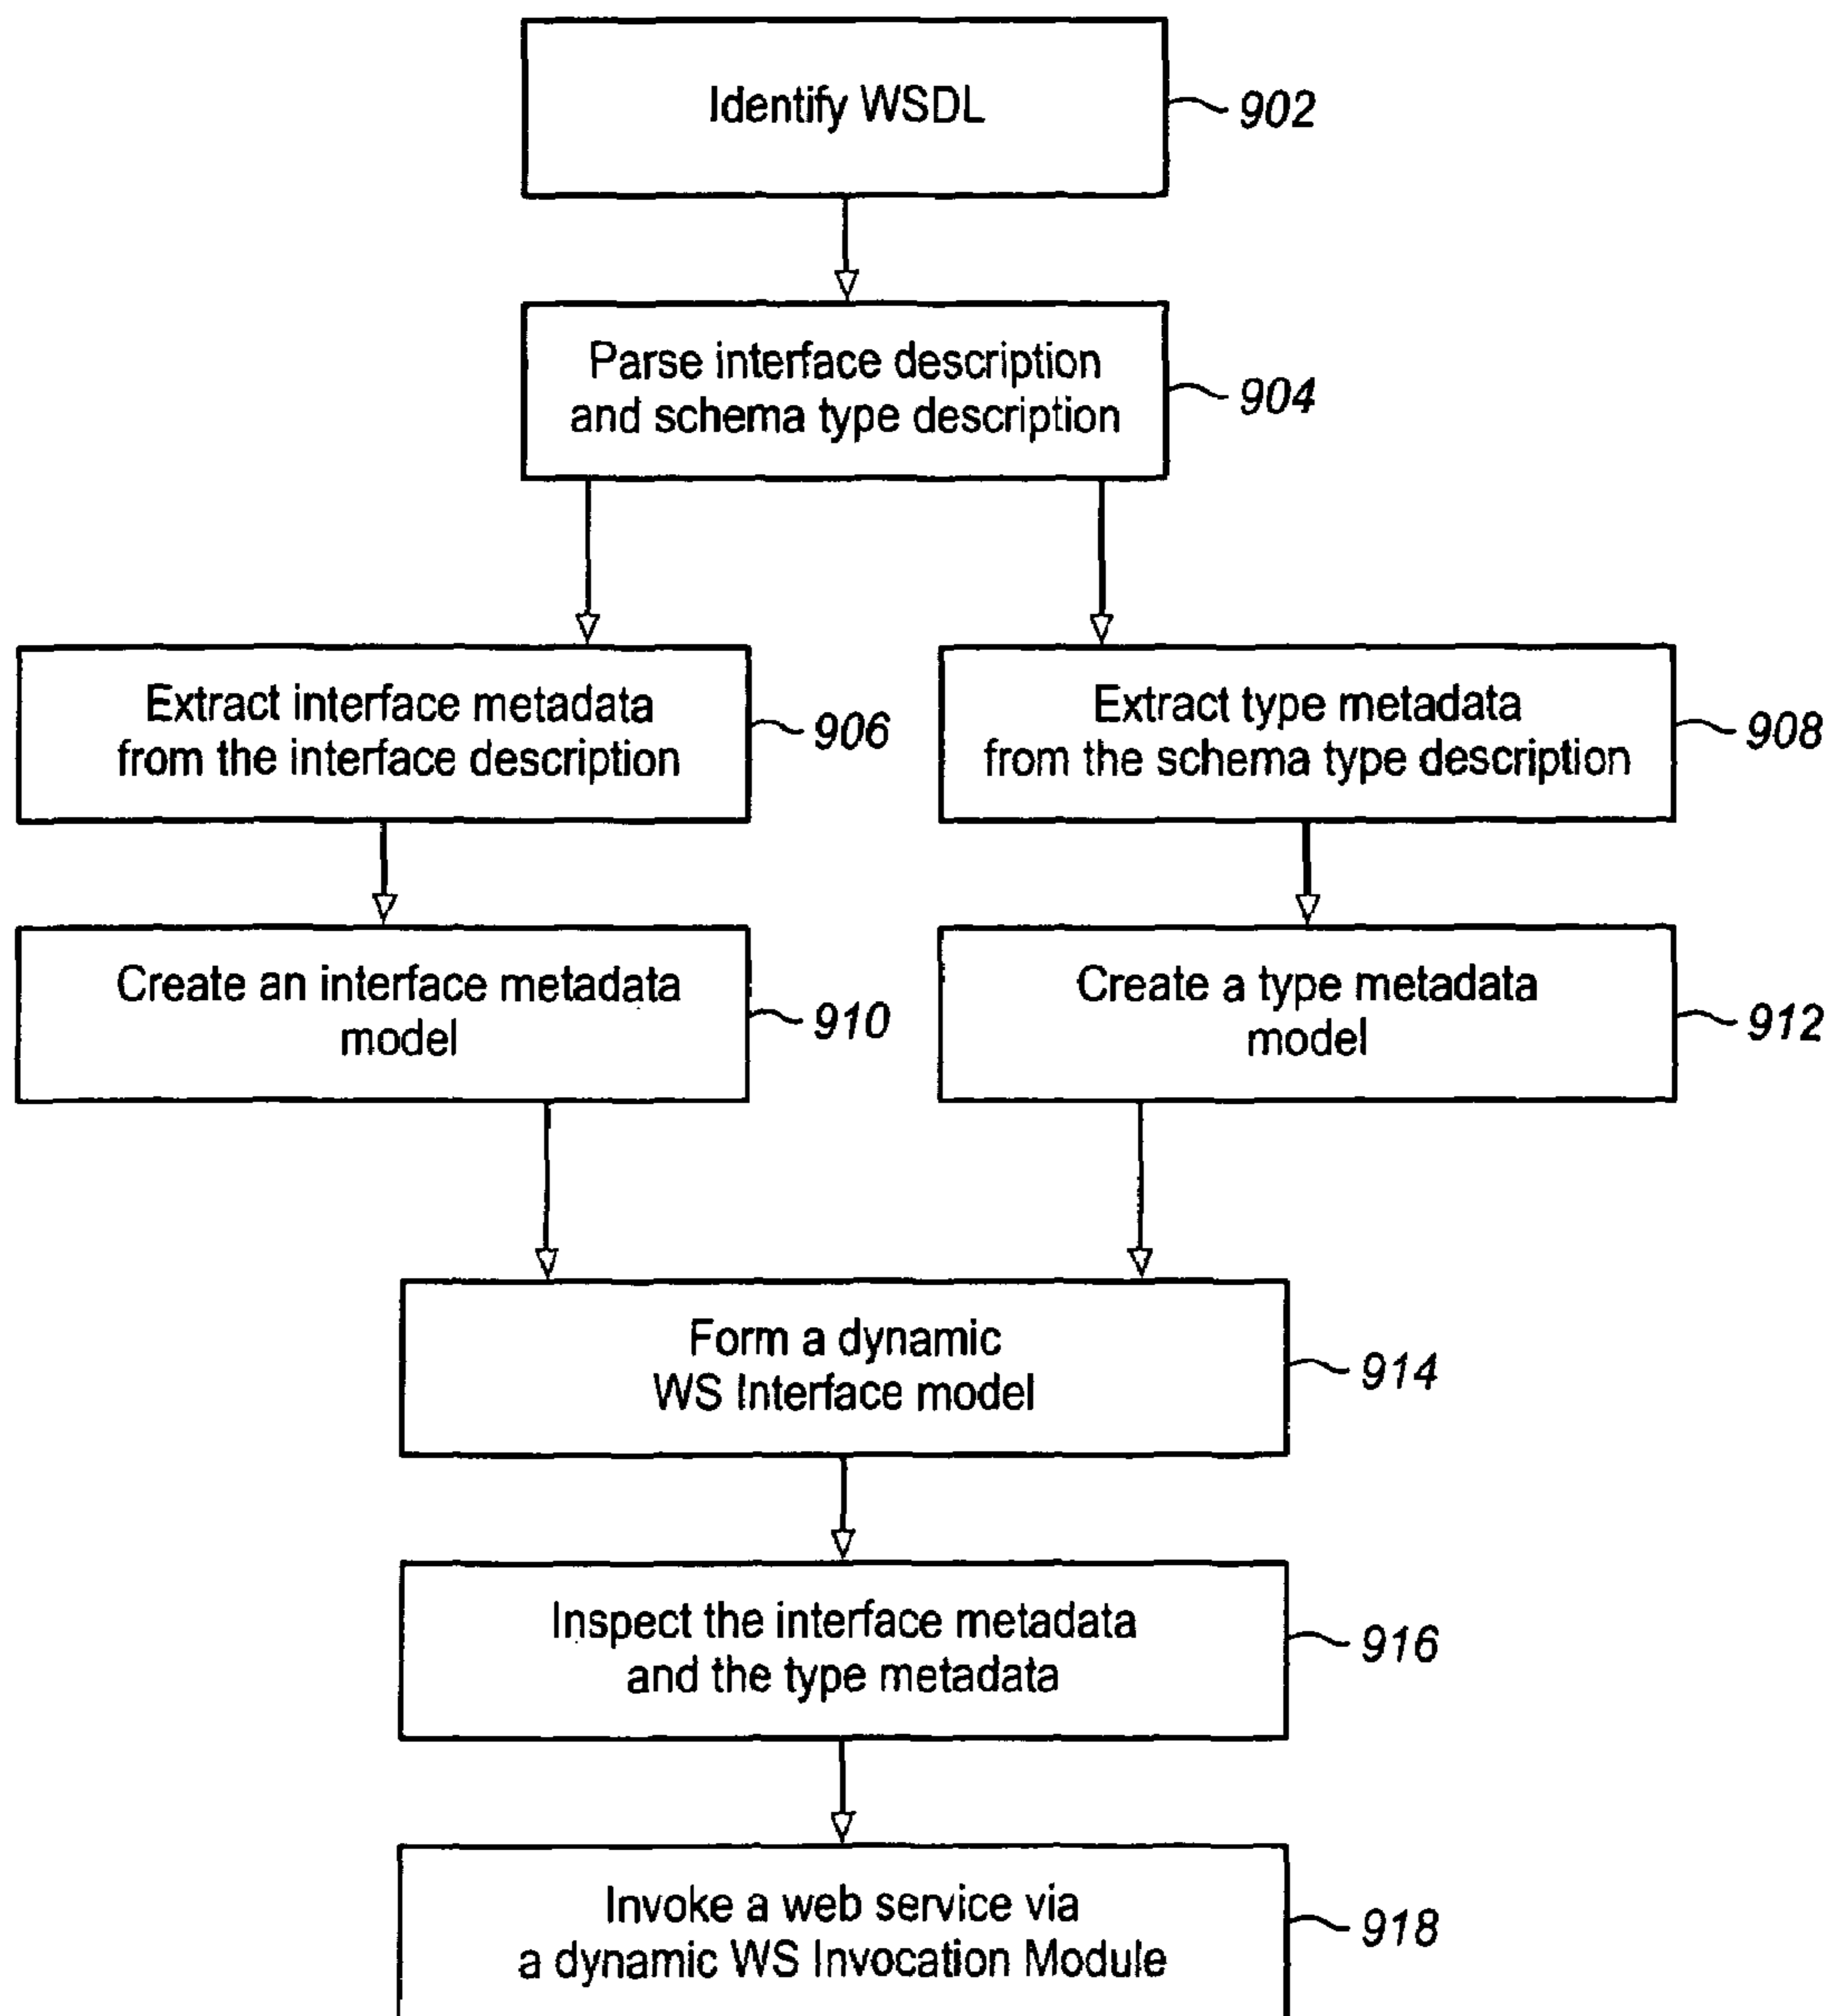 Identify WSDL
902
Parse interface description
and schema type description
904
Extract interface metadata
from the interface description
906
Extract type metadata
from the schema type description
908
Create an interface metadata
model
910
Create a type metadata
model
912
Form a dynamic
WS Interface model
914
Inspect the interface metadata
and the type metadata
916
Invoke a web service via
a dynamic WS Invocation Module
918